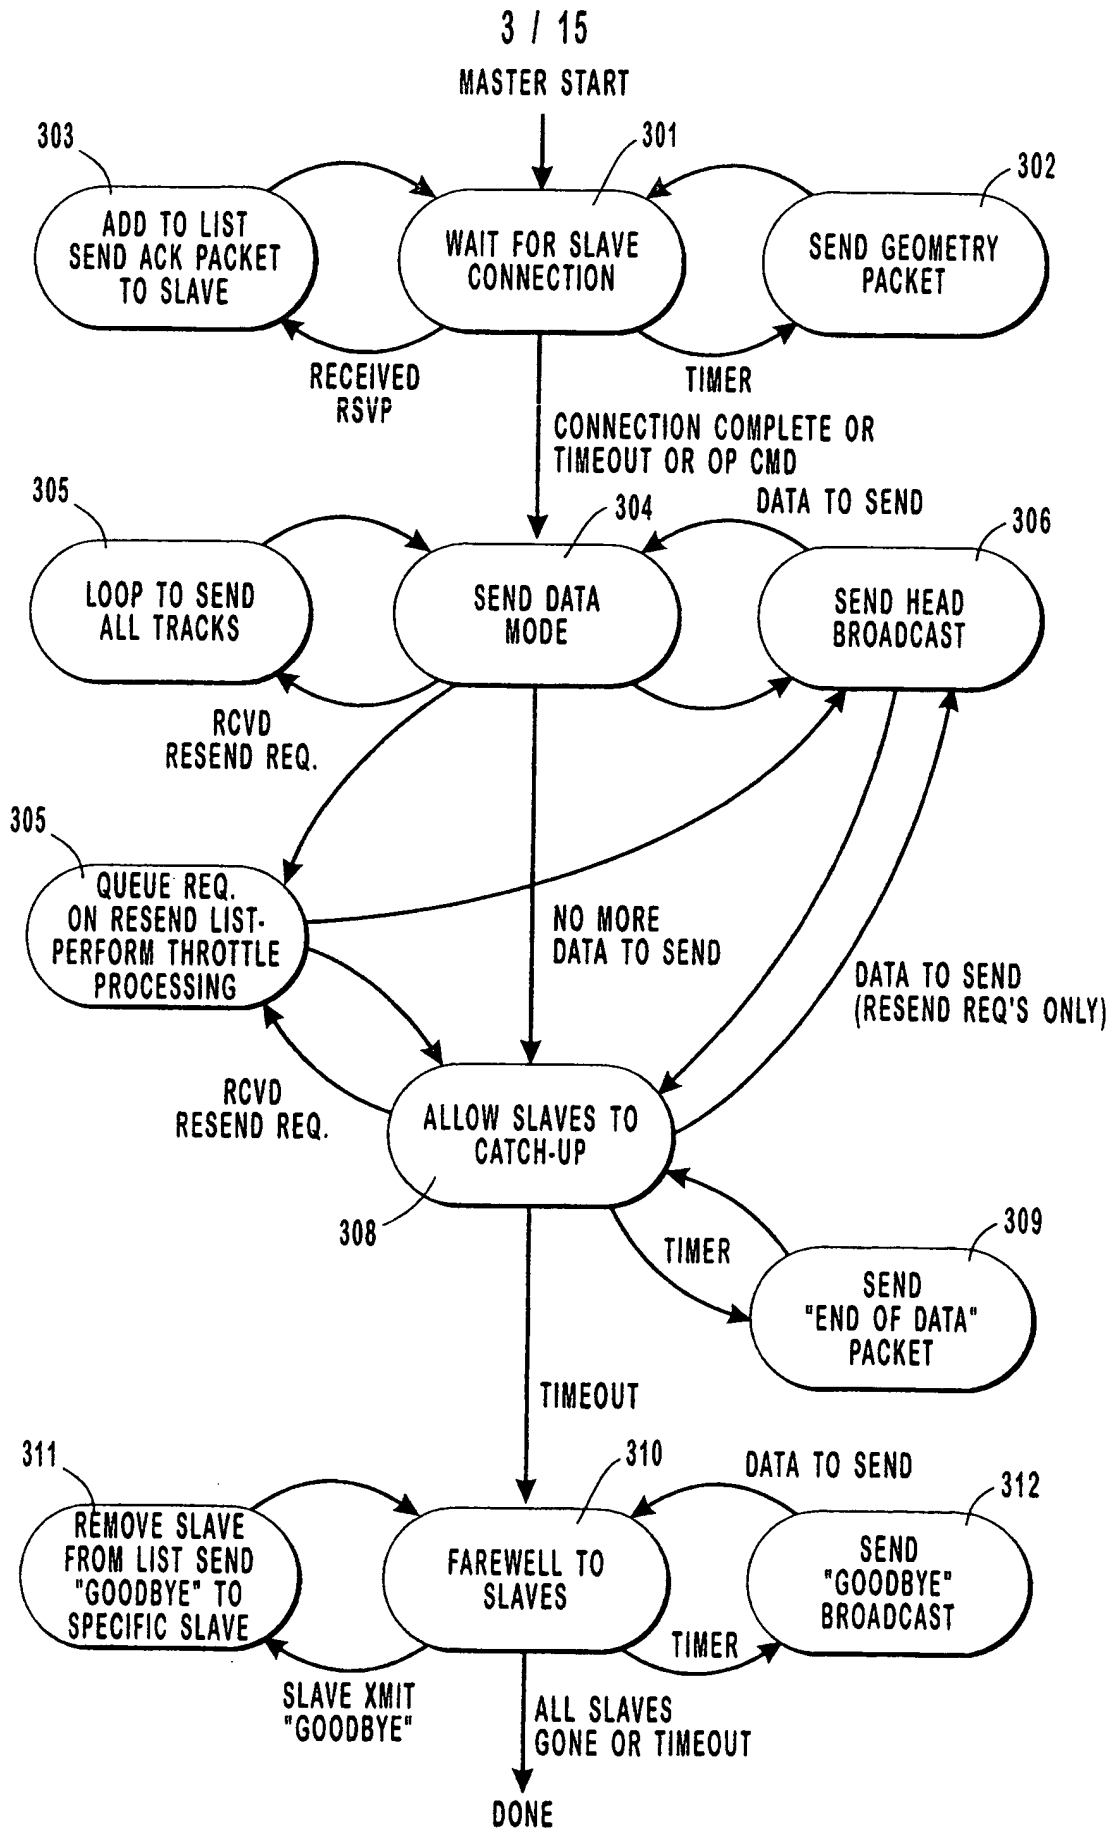 3 / 15
MASTER START
303
301
302
ADD TO LIST
SEND ACK PACKET
TO SLAVE
WAIT FOR SLAVE
CONNECTION
SEND GEOMETRY
PACKET
RECEIVED
RSVP
TIMER
CONNECTION COMPLETE OR
TIMEOUT OR OP CMD
305
304
DATA TO SEND
306
LOOP TO SEND
ALL TRACKS
SEND DATA
MODE
SEND HEAD
BROADCAST
RCVD
RESEND REQ.
305
QUEUE REQ.
ON RESEND LIST-
PERFORM THROTTLE
PROCESSING
NO MORE
DATA TO SEND
DATA TO SEND
(RESEND REQ'S ONLY)
RCVD
RESEND REQ.
ALLOW SLAVES TO
CATCH-UP
308
TIMER
309
SEND
"END OF DATA"
PACKET
TIMEOUT
311
310
DATA TO SEND
312
REMOVE SLAVE
FROM LIST SEND
"GOODBYE" TO
SPECIFIC SLAVE
FAREWELL TO
SLAVES
SEND
"GOODBYE"
BROADCAST
TIMER
SLAVE XMIT
"GOODBYE"
ALL SLAVES
GONE OR TIMEOUT
DONE